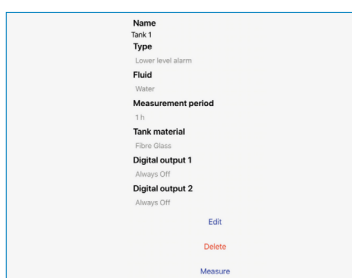 Name
Tank 1
Type
Lower level alarm
Fluid
Water
Measurement period
1 h
Tank material
Fibre Glass
Digital output 1
Always Off
Digital output 2
Always Off
Edit
Delete
Measure